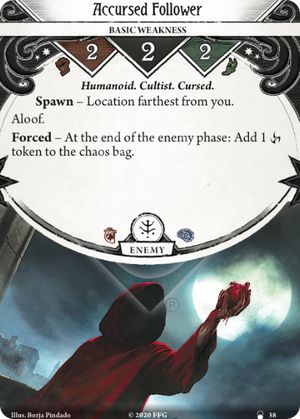 Accursed Follower
BASIC WEAKNESS
2 2 2
Humanoid. Cultist. Cursed.
Spawn – Location farthest from you.
Aloof.
Forced – At the end of the enemy phase: Add 1
token to the chaos bag.
ENEMY
®
Illus. Borja Pindado © 2020 FFG 38